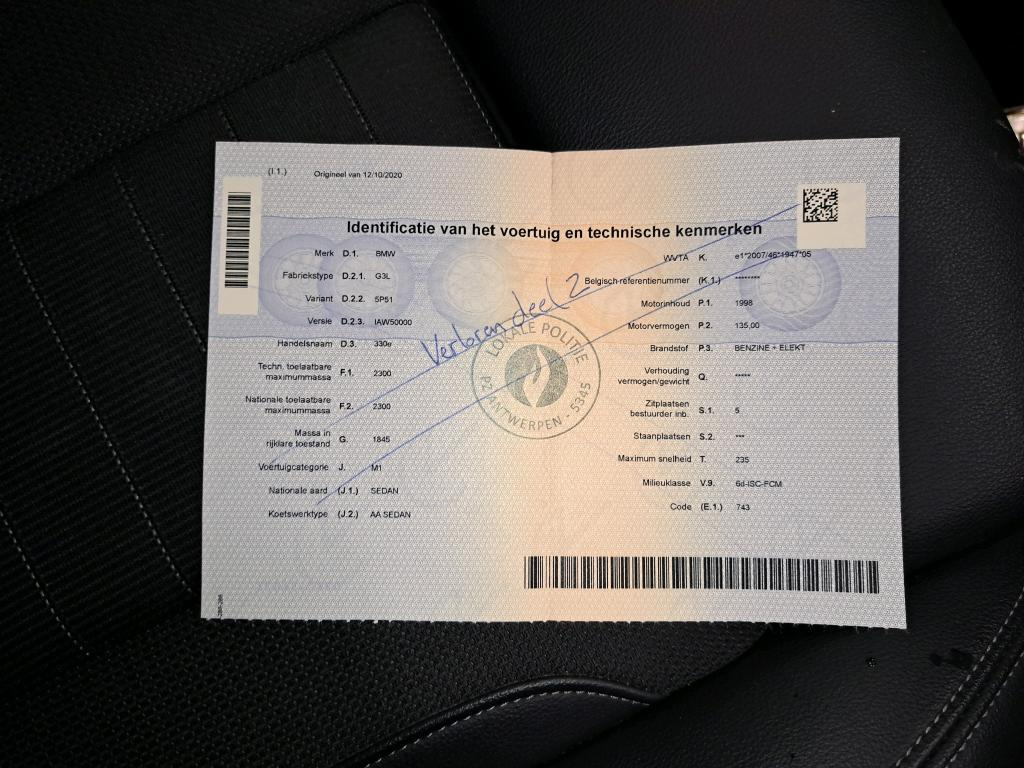 (I.1.) Origineel van 12/10/2020
Identificatie van het voertuig en technische kenmerken
Merk D.1. BMW
Fabriekstype D.2.1. G3L
Variant D.2.2. 5P51
Versie D.2.3. IAW50000
Handelsnaam D.3. 330e
Techn. toelaatbare
maximummassa F.1. 2300
Nationale toelaatbare
maximummassa F.2. 2300
Massa in
rijklare toestand G. 1845
Voertuigcategorie J. M1
Nationale aard (J.1.) SEDAN
Koetswerktype (J.2.) AA SEDAN
WVTA K. e1*2007/46*1947*05
Belgisch referentienummer (K.1.) ********
Motorinhoud P.1. 1998
Motorvermogen P.2. 135,00
Brandstof P.3. BENZINE + ELEKT
Verhouding
vermogen/gewicht Q. *****
Zitplaatsen
bestuurder inb. S.1. 5
Staanplaatsen S.2. ***
Maximum snelheid T. 235
Milieuklasse V.9. 6d-ISC-FCM
Code (E.1.) 743
Verloren deel 2
LOKALE POLITIE
PZ ANTWERPEN - 5345